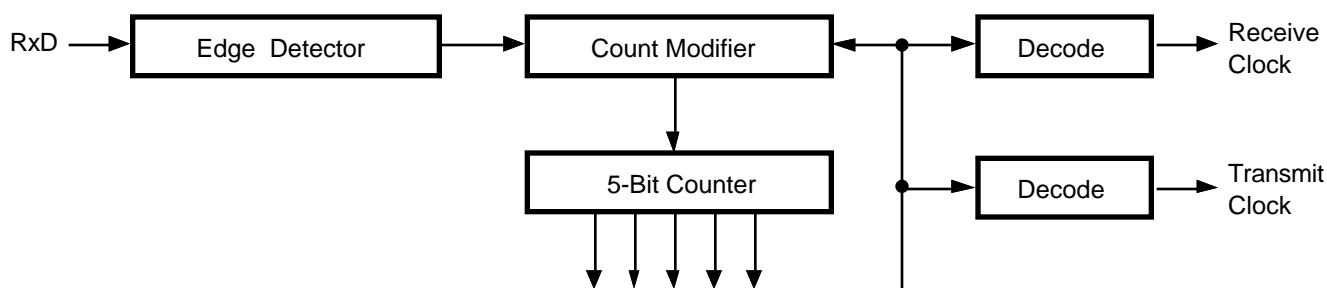 RxD
Edge Detector
Count Modifier
Decode
Receive
Clock
5-Bit Counter
Decode
Transmit
Clock